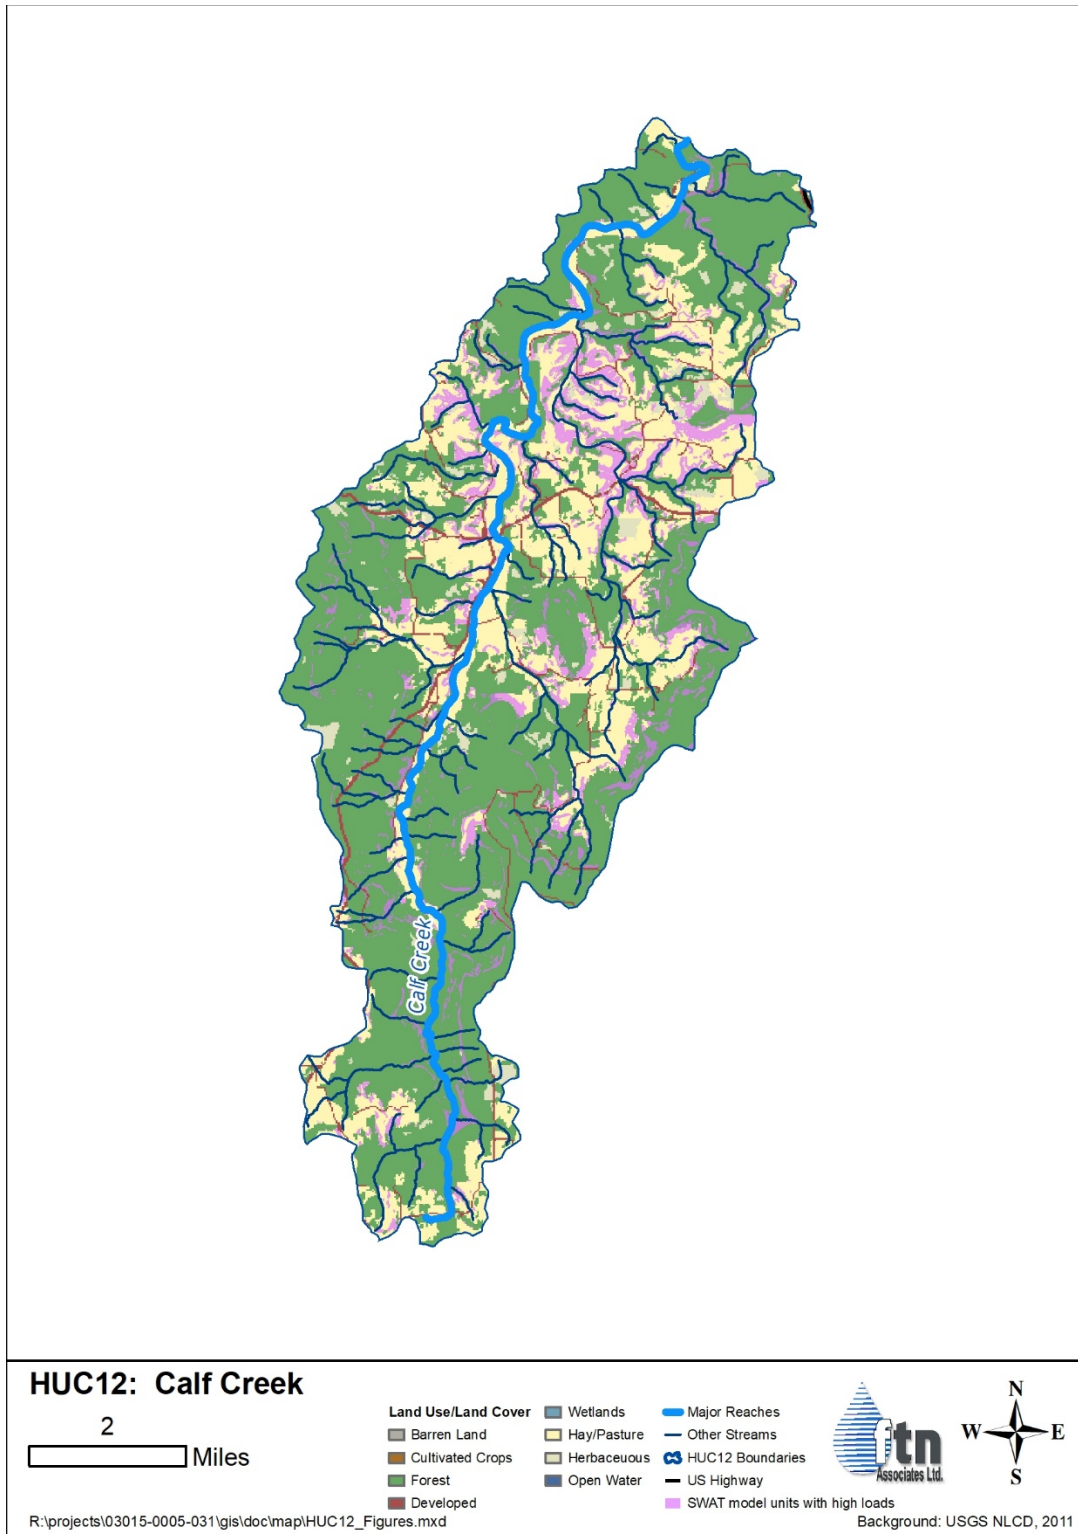 Calf Creek
HUC12: Calf Creek
2
Miles
Land Use/Land Cover
Barren Land
Cultivated Crops
Forest
Developed
Wetlands
Hay/Pasture
Herbaceuous
Open Water
Major Reaches
Other Streams
HUC12 Boundaries
US Highway
SWAT model units with high loads
ftn
Associates Ltd.
N
W E
S
R:\projects\03015-0005-031\gis\doc\map\HUC12_Figures.mxd
Background: USGS NLCD, 2011